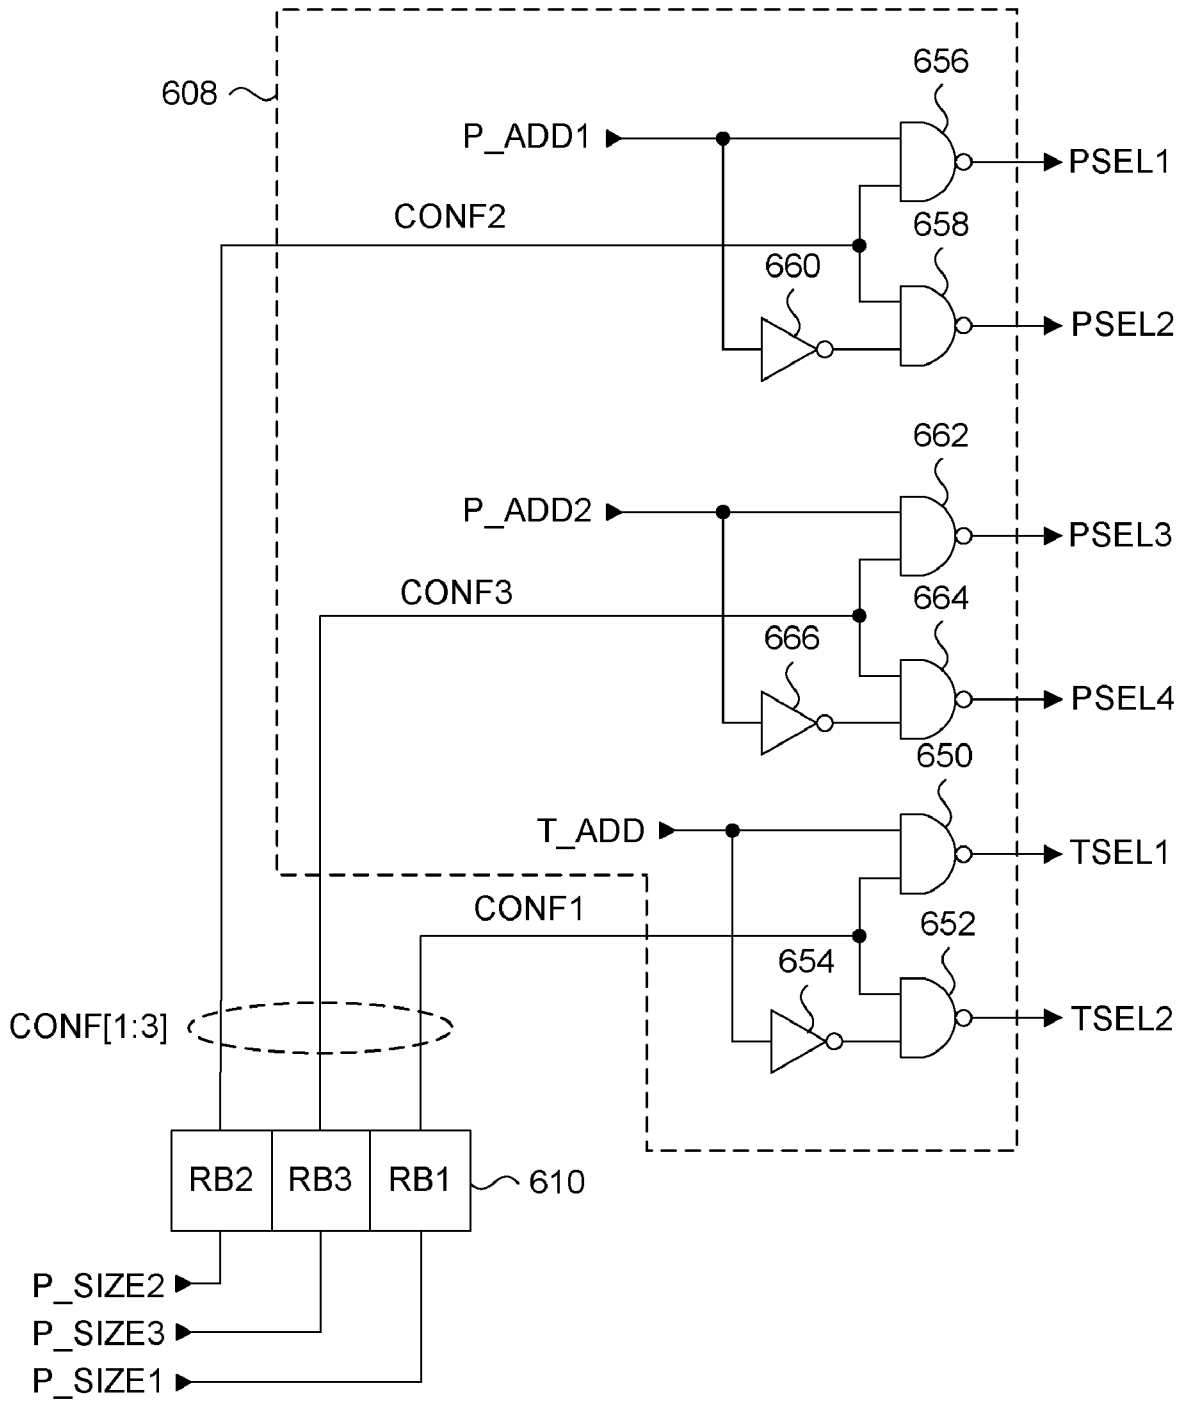 656
608
P_ADD1
PSEL1
CONF2
658
660
PSEL2
662
P_ADD2
PSEL3
CONF3
664
666
PSEL4
650
T_ADD
TSEL1
CONF1
652
654
TSEL2
CONF[1:3]
RB2
RB3
RB1
610
P_SIZE2
P_SIZE3
P_SIZE1